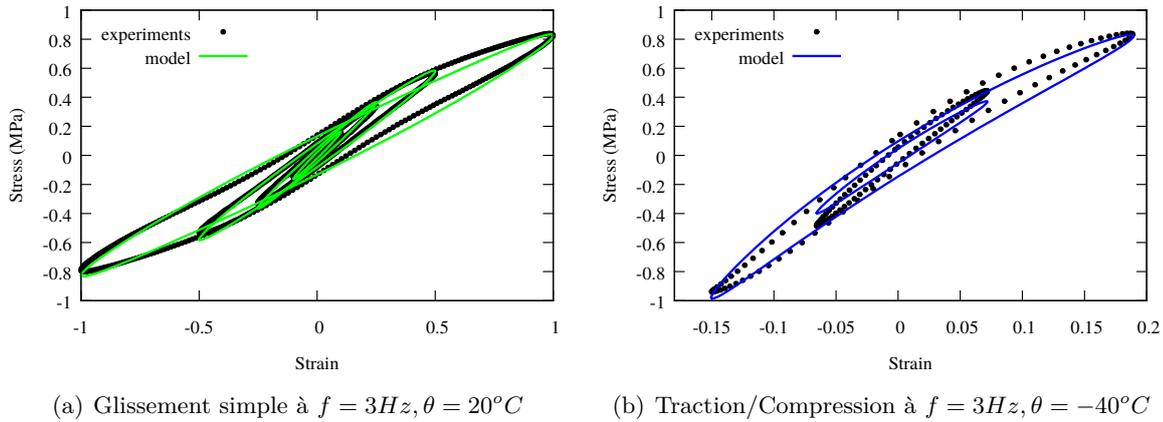 1
0.8
0.6
0.4
0.2
0
-0.2
-0.4
-0.6
-0.8
-1
Stress (MPa)
experiments
model
-1 -0.5 0 0.5 1
Strain
(a) Glissement simple à f = 3Hz, θ = 20°C
1
0.8
0.6
0.4
0.2
0
-0.2
-0.4
-0.6
-0.8
-1
Stress (MPa)
experiments
model
-0.15 -0.1 -0.05 0 0.05 0.1 0.15 0.2
Strain
(b) Traction/Compression à f = 3Hz, θ = −40°C